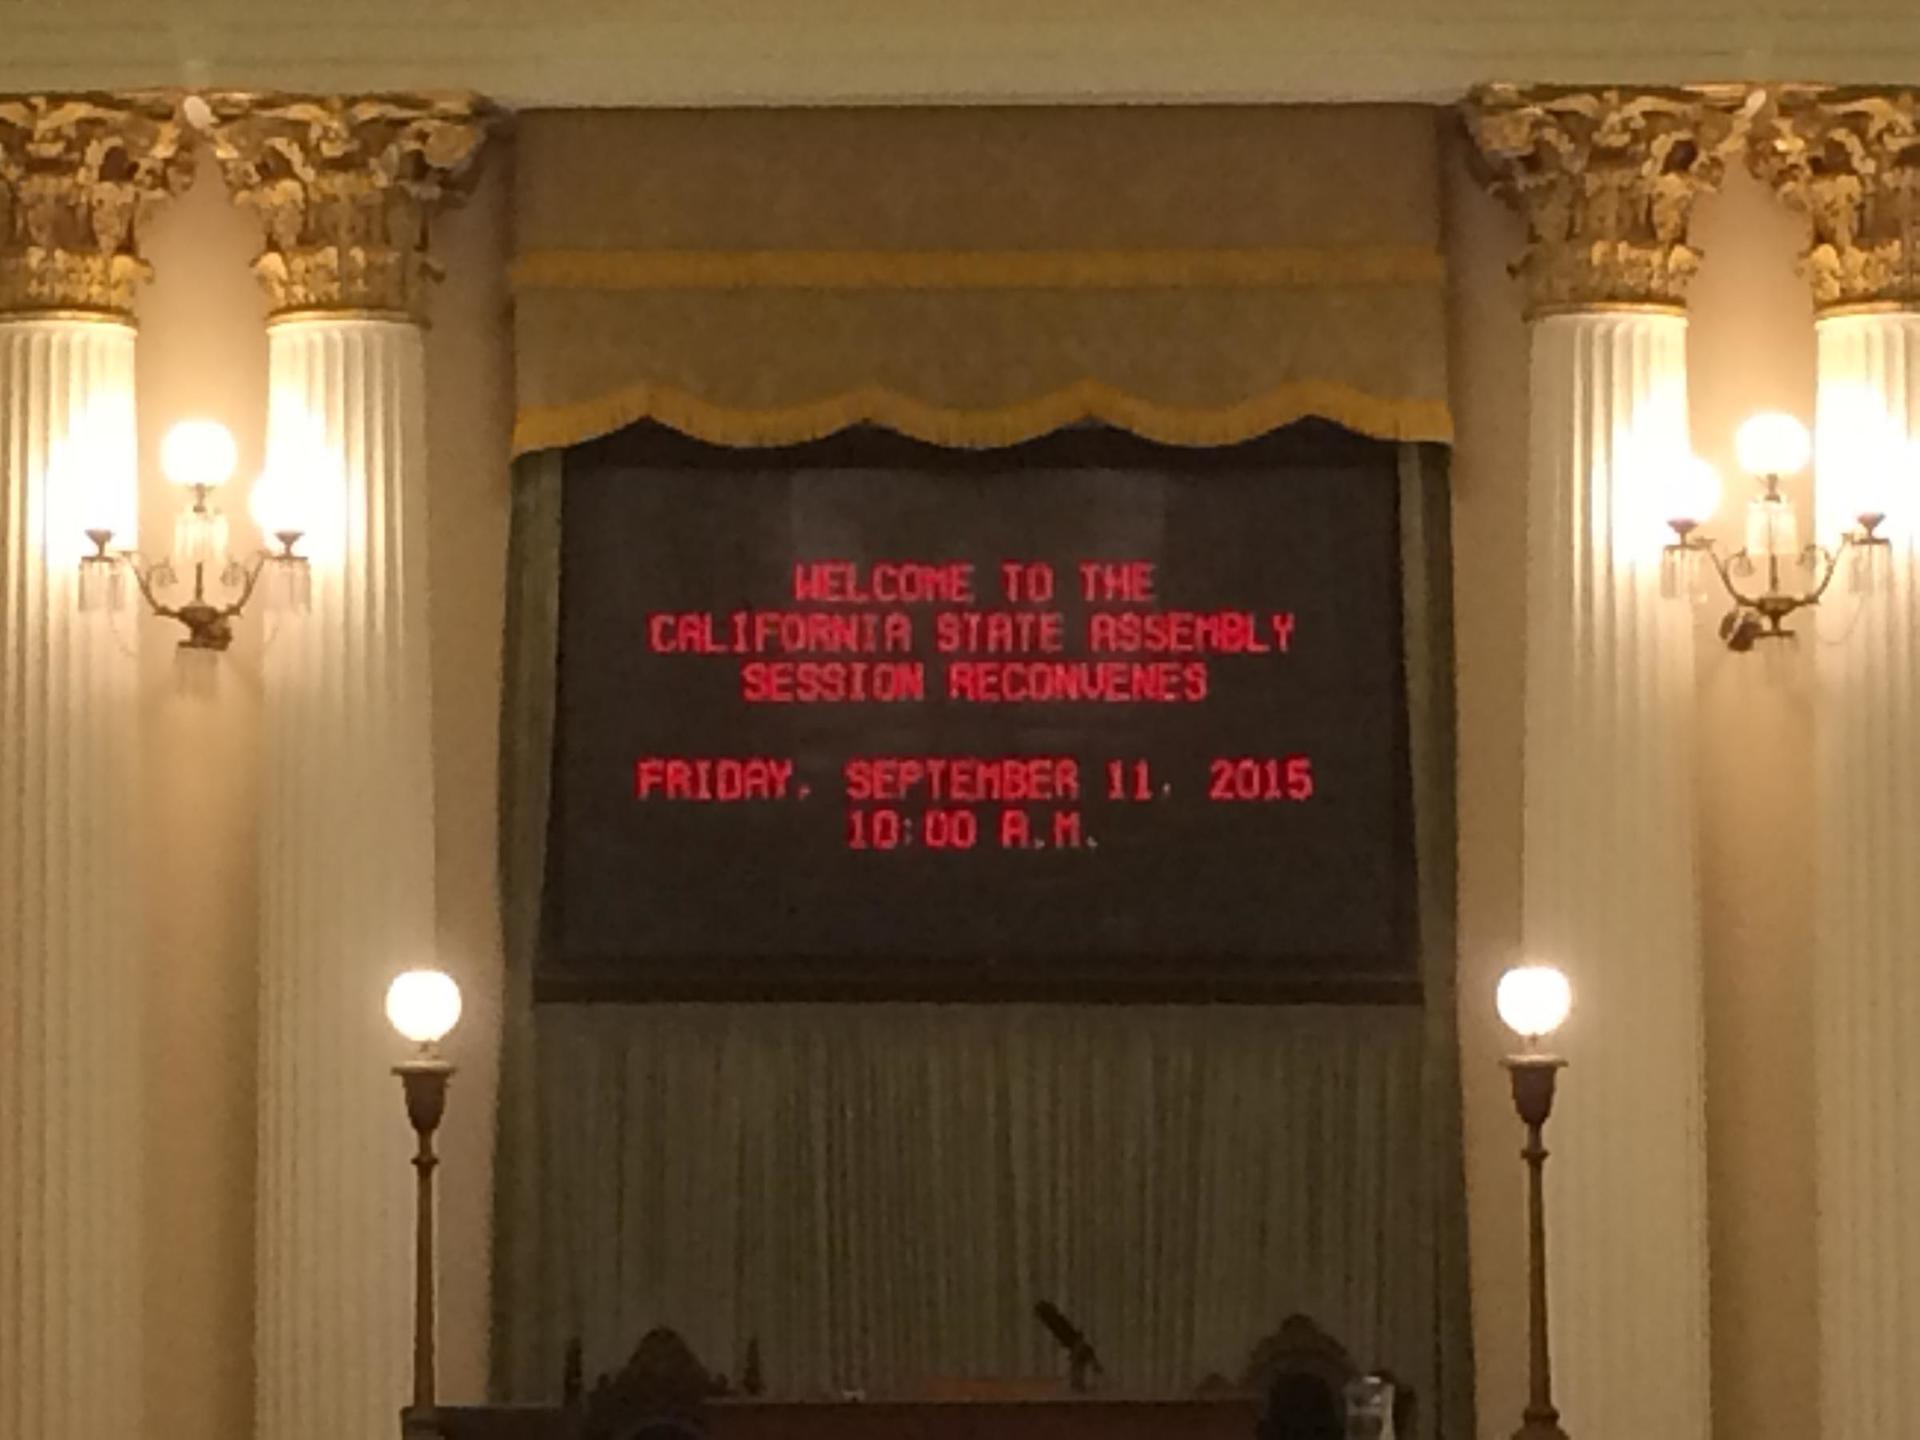 WELCOME TO THE
CALIFORNIA STATE ASSEMBLY
SESSION RECONVENES
FRIDAY, SEPTEMBER 11, 2015
10:00 A.M.